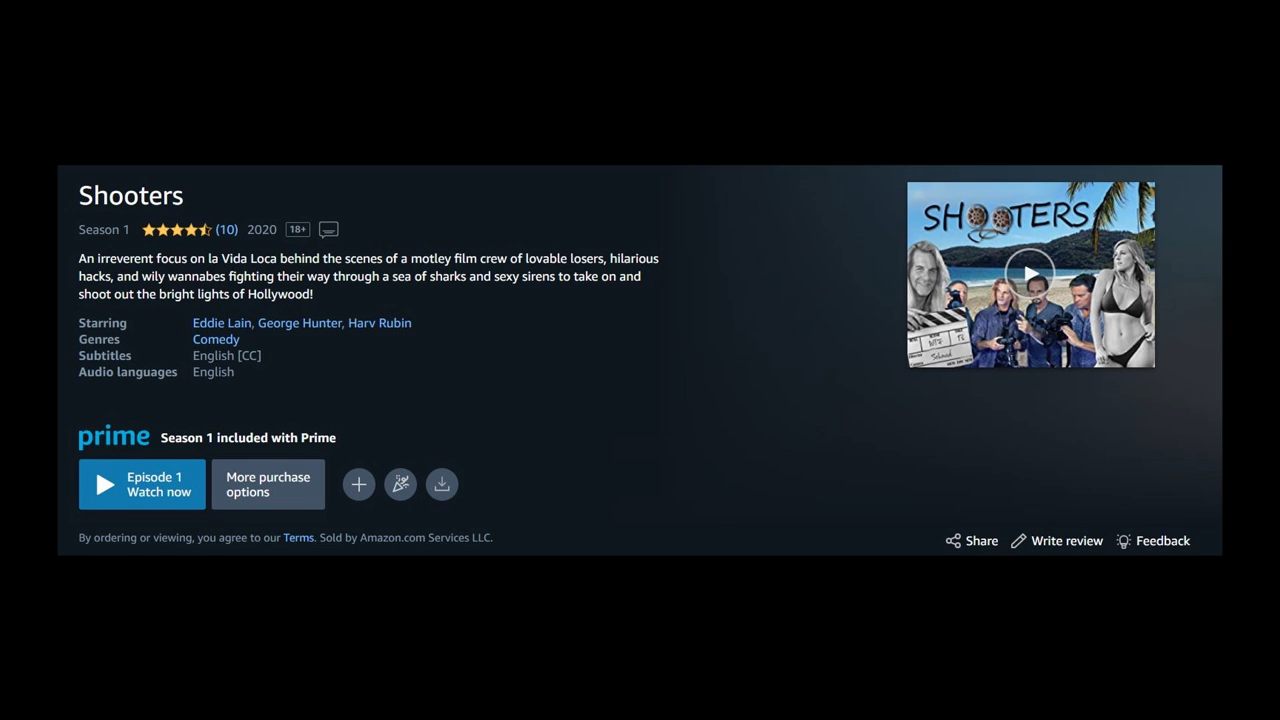 Shooters
Season 1 (10) 2020 18+
An irreverent focus on la Vida Loca behind the scenes of a motley film crew of lovable losers, hilarious
hacks, and wily wannabes fighting their way through a sea of sharks and sexy sirens to take on and
shoot out the bright lights of Hollywood!
Starring Eddie Lain, George Hunter, Harv Rubin
Genres Comedy
Subtitles English [CC]
Audio languages English
prime Season 1 included with Prime
Episode 1
Watch now
More purchase
options
By ordering or viewing, you agree to our Terms. Sold by Amazon.com Services LLC.
SHOOTERS
Share Write review Feedback